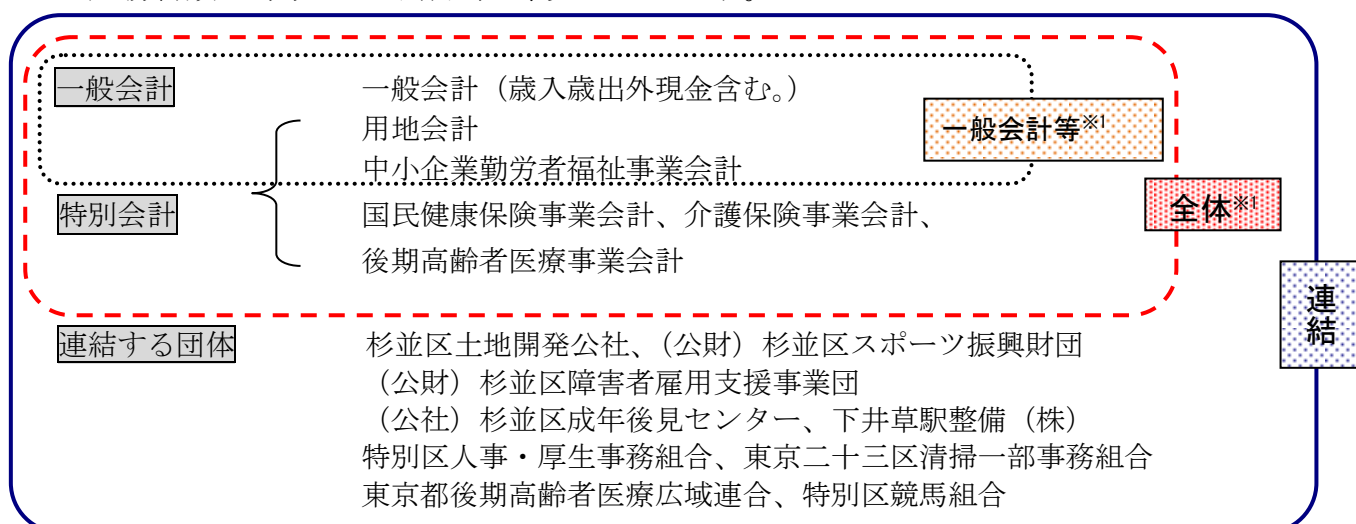 一般会計 一般会計（歳入歳出外現金含む。）
用地会計 一般会計等※1
中小企業勤労者福祉事業会計
特別会計 国民健康保険事業会計、介護保険事業会計、 全体※1
後期高齢者医療事業会計
連結
連結する団体 杉並区土地開発公社、（公財）杉並区スポーツ振興財団
（公財）杉並区障害者雇用支援事業団
（公社）杉並区成年後見センター、下井草駅整備（株）
特別区人事・厚生事務組合、東京二十三区清掃一部事務組合
東京都後期高齢者医療広域連合、特別区競馬組合